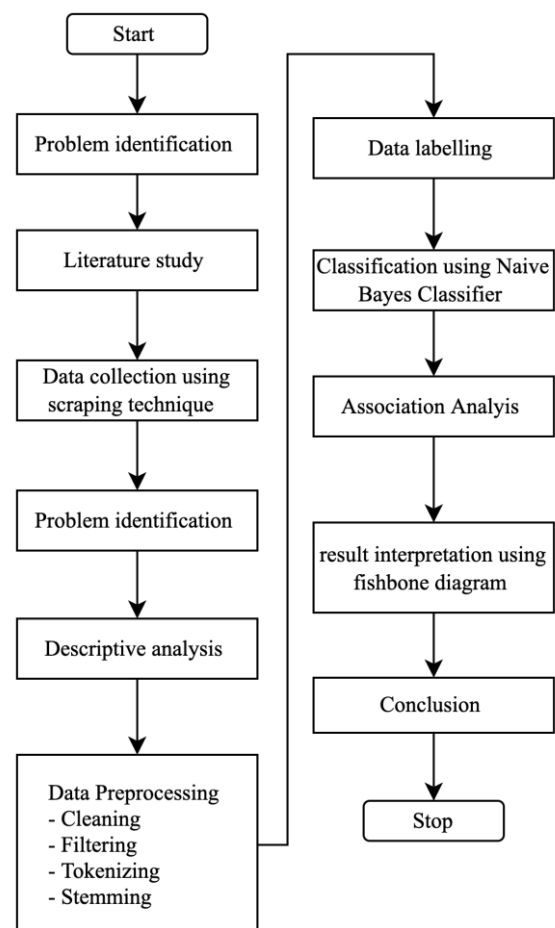 Start
Problem identification
Literature study
Data collection using
scraping technique
Problem identification
Descriptive analysis
Data Preprocessing
- Cleaning
- Filtering
- Tokenizing
- Stemming
Data labelling
Classification using Naive
Bayes Classifier
Association Analyis
result interpretation using
fishbone diagram
Conclusion
Stop